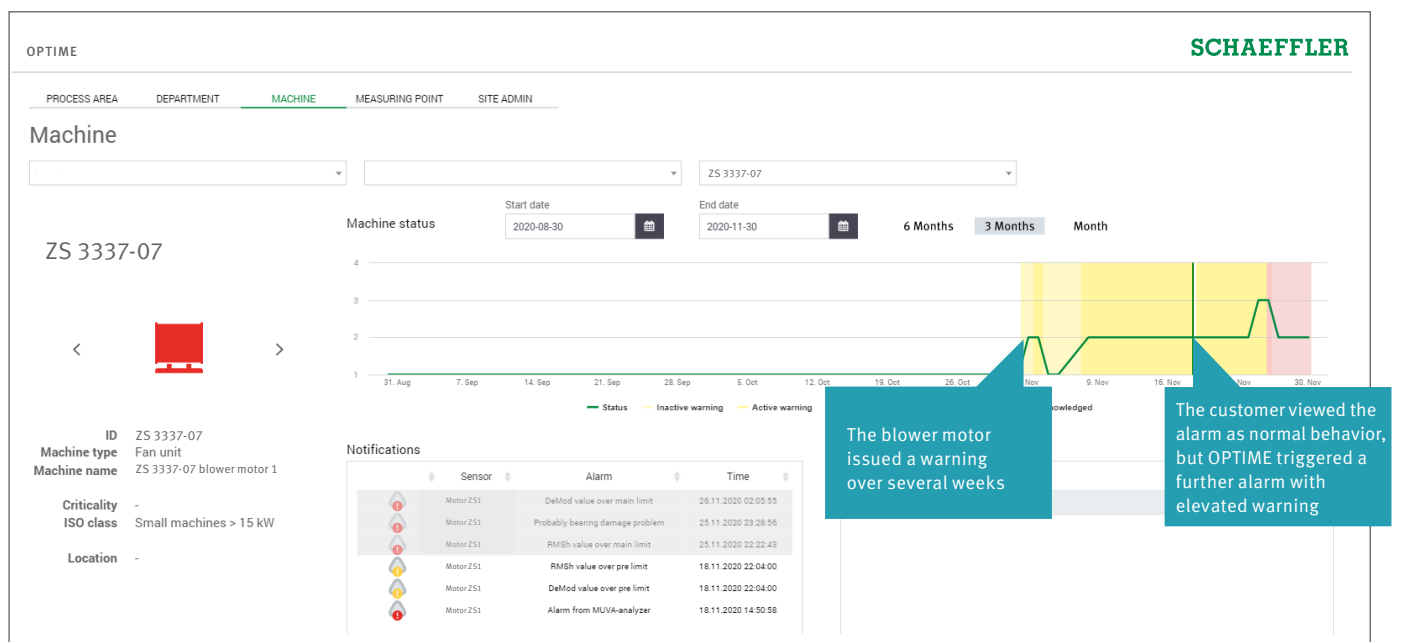 OPTIME
SCHAEFFLER
PROCESS AREA DEPARTMENT MACHINE MEASURING POINT SITE ADMIN
Machine
ZS 3337-07
Start date End date
Machine status 2020-08-30 2020-11-30 6 Months 3 Months Month
ZS 3337-07
4
3
2
1
31. Aug 7. Sep 14. Sep 21. Sep 28. Sep 5. Oct 12. Oct 19. Oct 26. Oct Nov 9. Nov 16. Nov Nov 30. Nov
Status Inactive warning Active warning
The blower motor
issued a warning
over several weeks
The customer viewed the
alarm as normal behavior,
but OPTIME triggered a
further alarm with
elevated warning
ID ZS 3337-07
Machine type Fan unit
Machine name ZS 3337-07 blower motor 1
Criticality -
ISO class Small machines > 15 kW
Location -
Notifications
Sensor Alarm Time
Motor ZS1 DeMod value over main limit 26.11.2020 02:05:55
Motor ZS1 Probably bearing damage problem 25.11.2020 23:28:56
Motor ZS1 RMSh value over main limit 25.11.2020 22:22:43
Motor ZS1 RMSh value over pre limit 18.11.2020 22:04:00
Motor ZS1 DeMod value over pre limit 18.11.2020 22:04:00
Motor ZS1 Alarm from MUVA-analyzer 18.11.2020 14:50:58